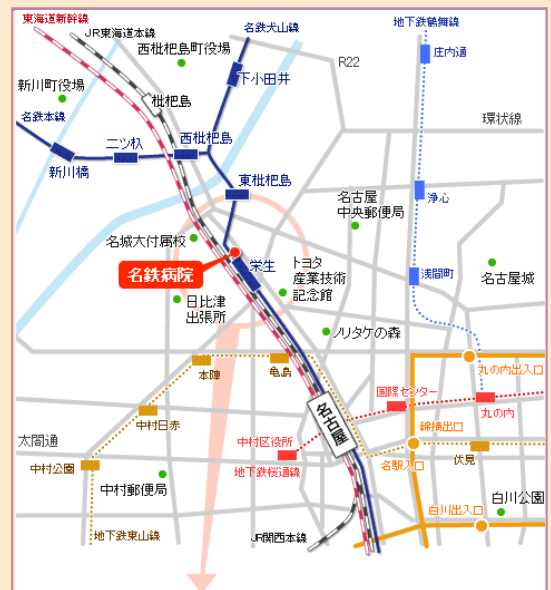 東海道新幹線
JR東海道本線
西枇杷島町役場
名鉄犬山線
地下鉄鶴舞線
庄内通
新川町役場
下小田井
R22
枇杷島
名鉄本線
環状線
二ツ杁
西枇杷島
新川橋
東枇杷島
名古屋
中央郵便局
浄心
名城大付属校
名鉄病院
栄生
トヨタ
産業技術
記念館
浅間町
名古屋城
日比津
出張所
ノリタケの森
本陣
亀島
丸の内出入口
国際センター
丸の内
中村日赤
名古屋
錦橋出口
太閤通
中村区役所
地下鉄桜通線
名駅入口
伏見
中村公園
中村郵便局
白川公園
白川出入口
地下鉄東山線
JR関西本線